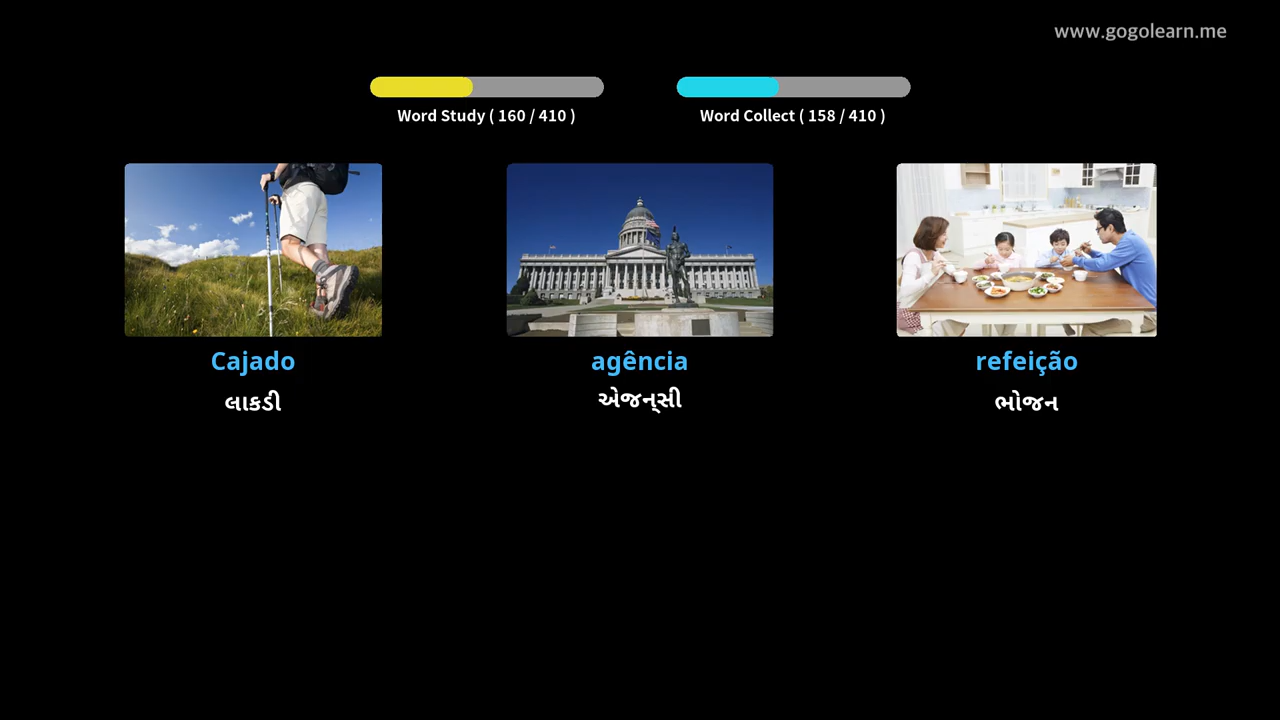 www.gogolearn.me
Word Study ( 160 / 410 )
Word Collect ( 158 / 410 )
Cajado
લાકડી
agência
એજન્સી
refeição
ભોજન